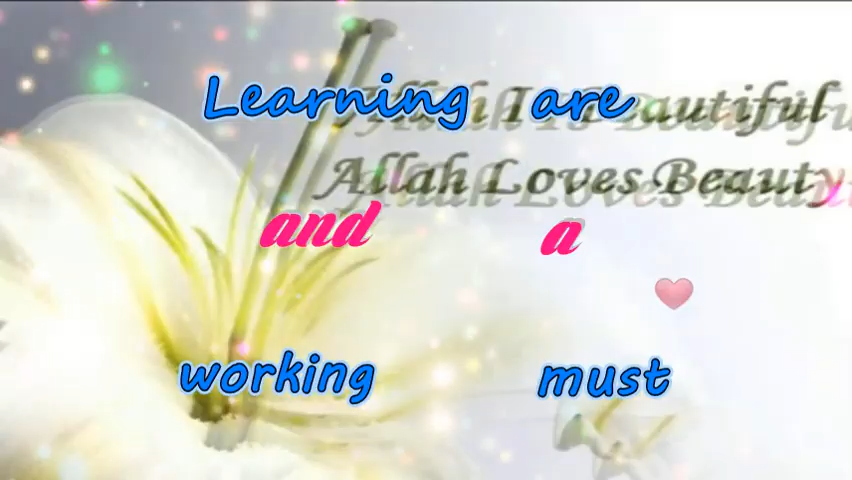 Learning
and
working
are
a
must
Allah Is Beautiful
Allah Loves Beauty